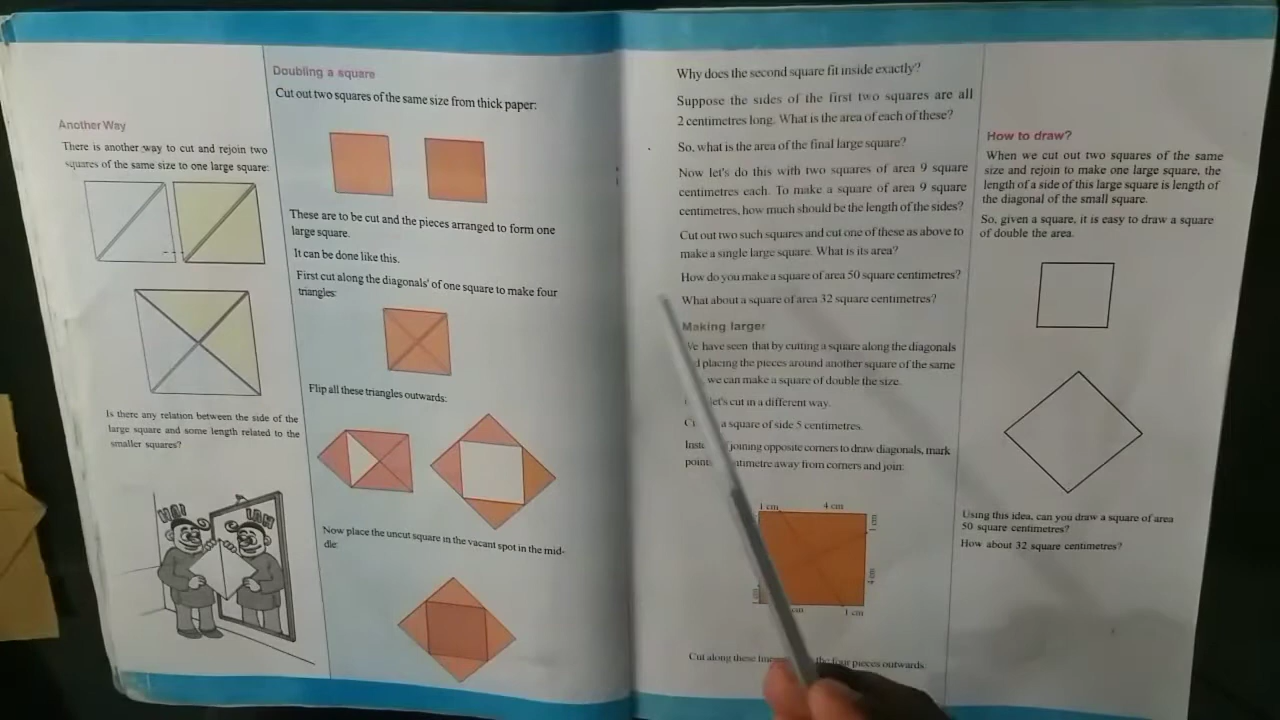 Another Way
There is another way to cut and rejoin two
squares of the same size to one large square:
Is there any relation between the side of the
large square and some length related to the
smaller squares?
HA!
!AH
Doubling a square
Cut out two squares of the same size from thick paper:
These are to be cut and the pieces arranged to form one
large square.
It can be done like this.
First cut along the diagonals' of one square to make four
triangles:
Flip all these triangles outwards:
Now place the uncut square in the vacant spot in the mid-
dle:
Why does the second square fit inside exactly?
Suppose the sides of the first two squares are all
2 centimetres long. What is the area of each of these?
So, what is the area of the final large square?
Now let's do this with two squares of area 9 square
centimetres each. To make a square of area 9 square
centimetres, how much should be the length of the sides?
Cut out two such squares and cut one of these as above to
make a single large square. What is its area?
How do you make a square of area 50 square centimetres?
What about a square of area 32 square centimetres?
Making larger
have seen that by cutting a square along the diagonals
placing the pieces around another square of the same
we can make a square of double the size.
let's cut in a different way.
a square of side 5 centimetres.
joining opposite corners to draw diagonals, mark
away from corners and join:
1 cm 4 cm
1 cm
4 cm
cm 1 cm
Cut along these the four pieces outwards.
How to draw?
When we cut out two squares of the same
size and rejoin to make one large square, the
length of a side of this large square is length of
the diagonal of the small square.
So, given a square, it is easy to draw a square
of double the area.
Using this idea, can you draw a square of area
50 square centimetres?
How about 32 square centimetres?